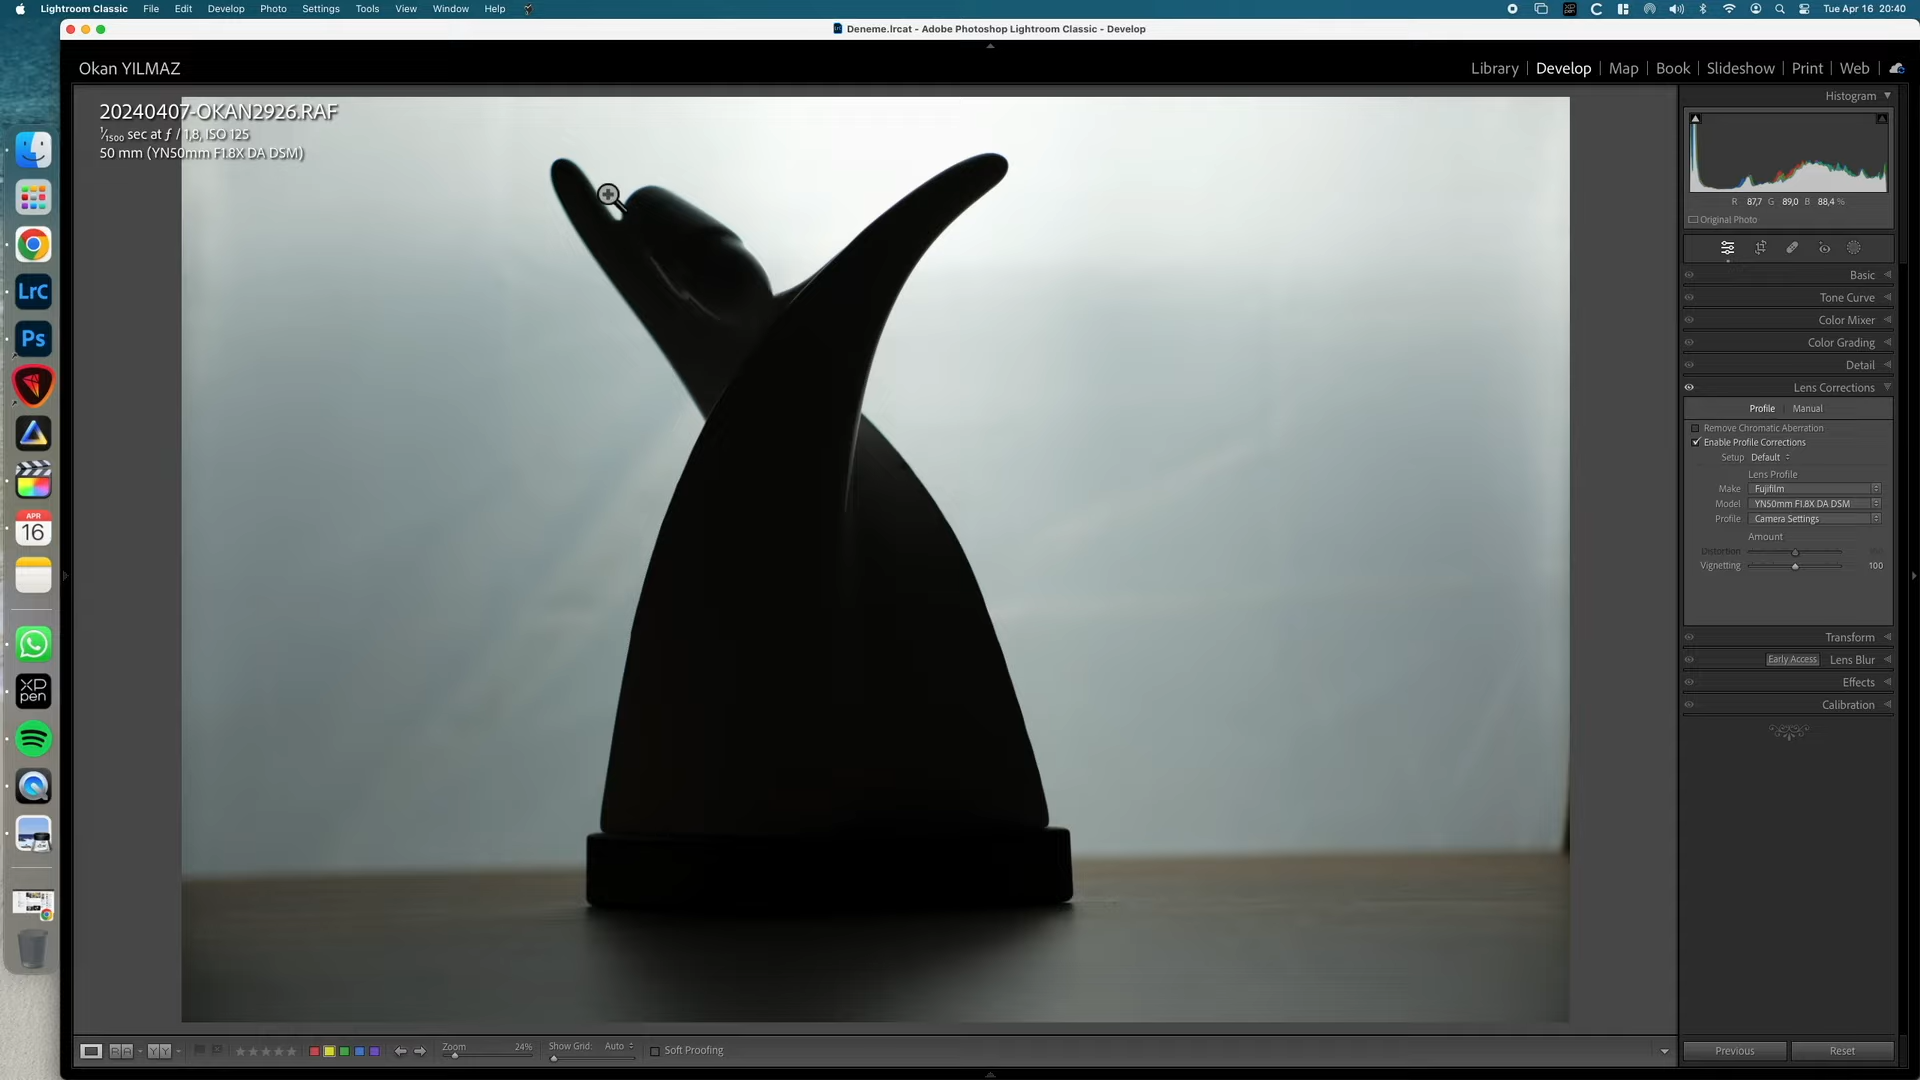 Lightroom Classic File Edit Develop Photo Settings Tools View Window Help
Tue Apr 16 20:40
Deneme.lrcat - Adobe Photoshop Lightroom Classic - Develop
Okan YILMAZ
Library | Develop | Map | Book | Slideshow | Print | Web
20240407-OKAN2926.RAF
1/1500 sec at ƒ / 1,8, ISO 125
50 mm (YN50mm F1.8X DA DSM)
Histogram
R 87,7 G 89,0 B 88,4 %
Original Photo
Basic
Tone Curve
Color Mixer
Color Grading
Detail
Lens Corrections
Profile | Manual
Remove Chromatic Aberration
Enable Profile Corrections
Setup Default
Lens Profile
Make Fujifilm
Model YN50mm F1.8X DA DSM
Profile Camera Settings
Amount
Distortion
Vignetting 100
Transform
Early Access Lens Blur
Effects
Calibration
LrC
Ps
APR
16
XP
pen
RA
YY
Zoom 24%
Show Grid: Auto
Soft Proofing
Previous
Reset